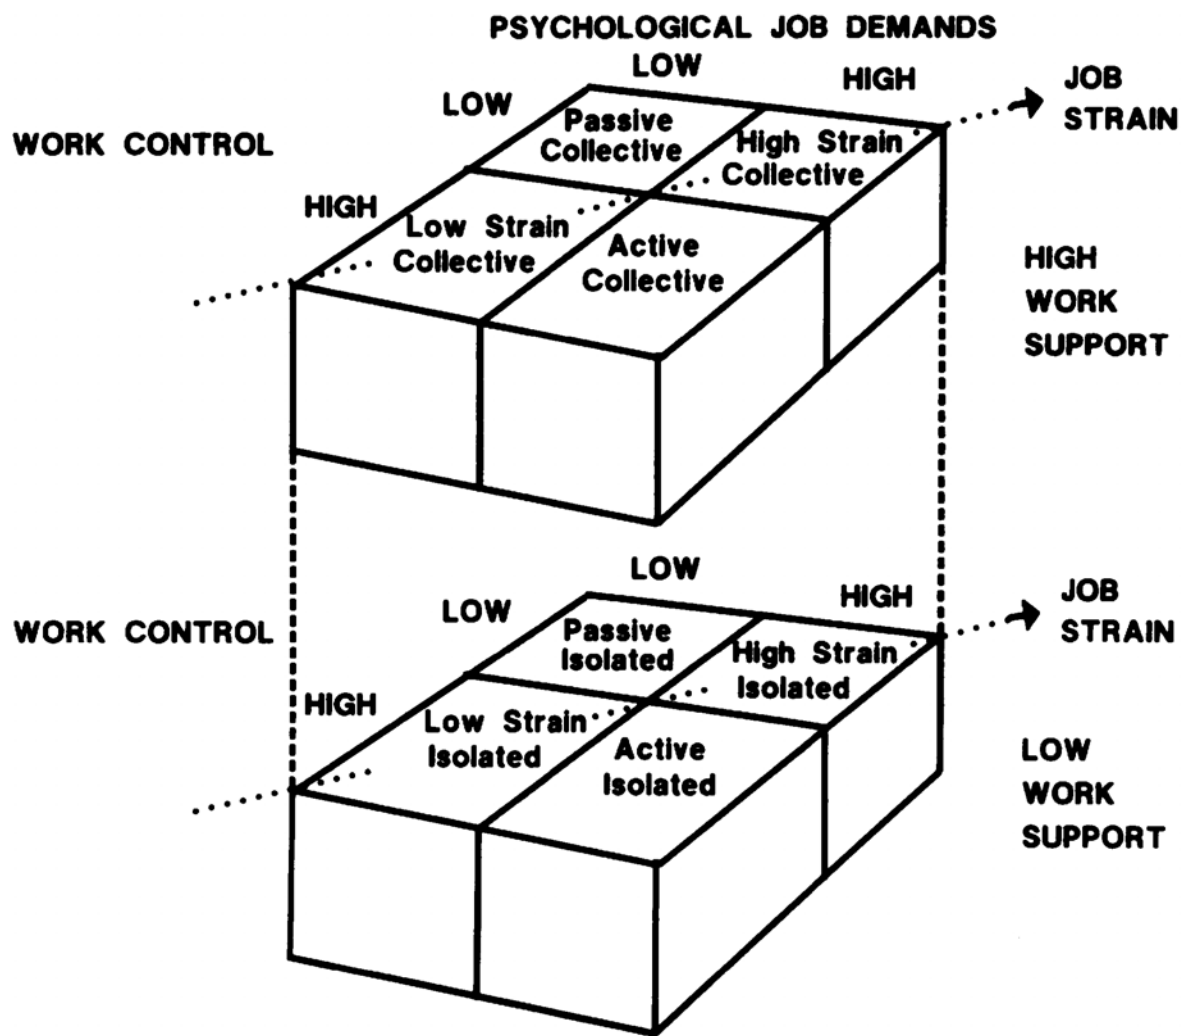 PSYCHOLOGICAL JOB DEMANDS
LOW
HIGH
JOB
STRAIN
LOW
WORK CONTROL
HIGH
Passive
Collective
High Strain
Collective
Low Strain
Collective
Active
Collective
HIGH
WORK
SUPPORT
LOW
HIGH
JOB
STRAIN
LOW
WORK CONTROL
HIGH
Passive
Isolated
High Strain
Isolated
Low Strain
Isolated
Active
Isolated
LOW
WORK
SUPPORT